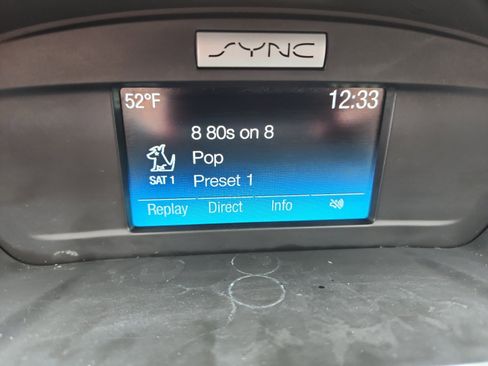 SYNC
52°F 12:33
8 80s on 8
Pop
SAT 1 Preset 1
Replay Direct Info